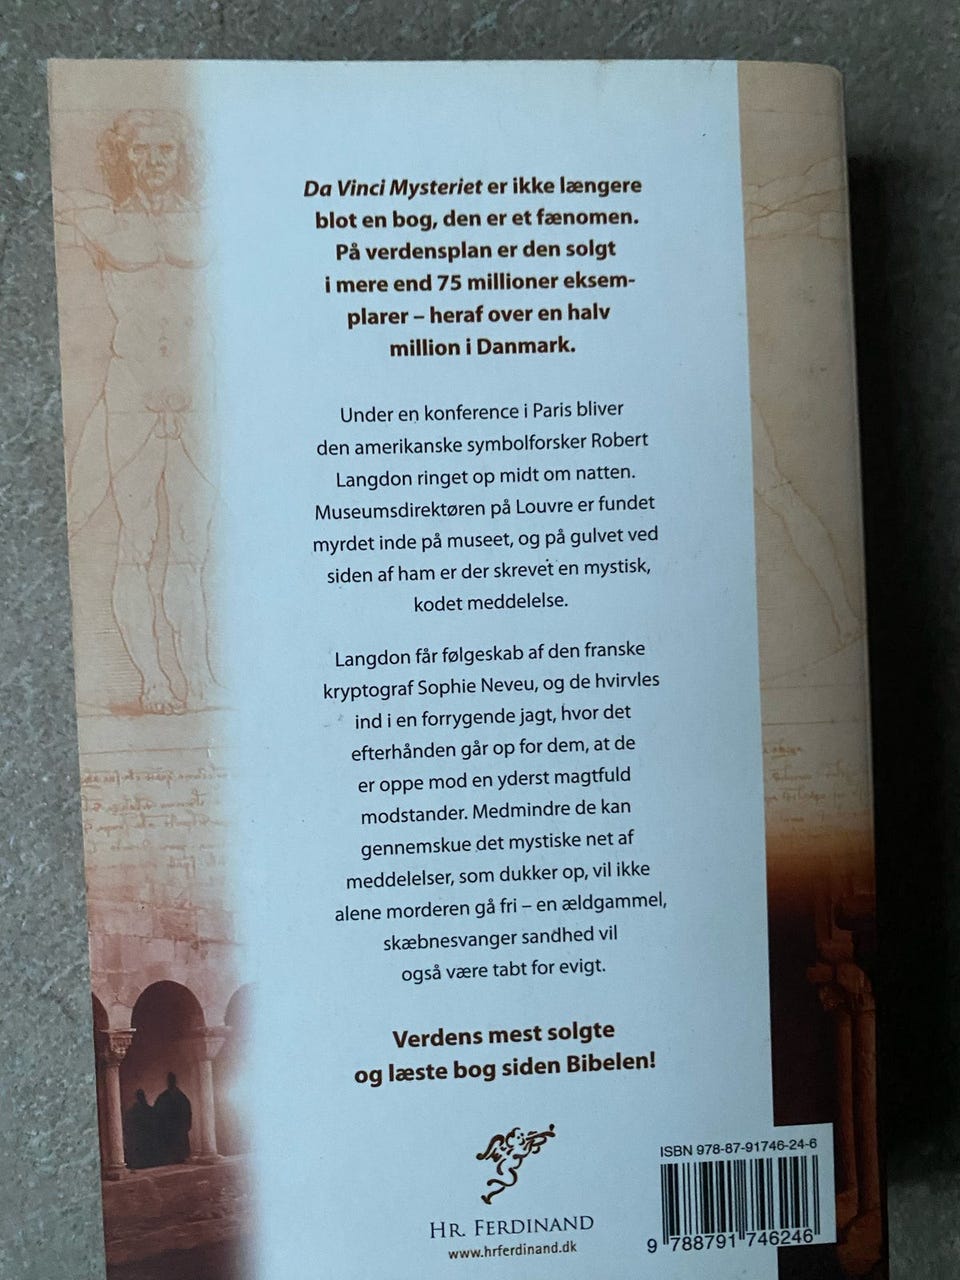 Da Vinci Mysteriet er ikke længere
blot en bog, den er et fænomen.
På verdensplan er den solgt
i mere end 75 millioner eksem-
plarer – heraf over en halv
million i Danmark.
Under en konference i Paris bliver
den amerikanske symbolforsker Robert
Langdon ringet op midt om natten.
Museumsdirektøren på Louvre er fundet
myrdet inde på museet, og på gulvet ved
siden af ham er der skrevet en mystisk,
kodet meddelelse.
Langdon får følgeskab af den franske
kryptograf Sophie Neveu, og de hvirvles
ind i en forrygende jagt, hvor det
efterhånden går op for dem, at de
er oppe mod en yderst magtfuld
modstander. Medmindre de kan
gennemskue det mystiske net af
meddelelser, som dukker op, vil ikke
alene morderen gå fri – en ældgammel,
skæbnesvanger sandhed vil
også være tabt for evigt.
Verdens mest solgte
og læste bog siden Bibelen!
HR. FERDINAND
www.hrferdinand.dk
ISBN 978-87-91746-24-6
9 788791 746246